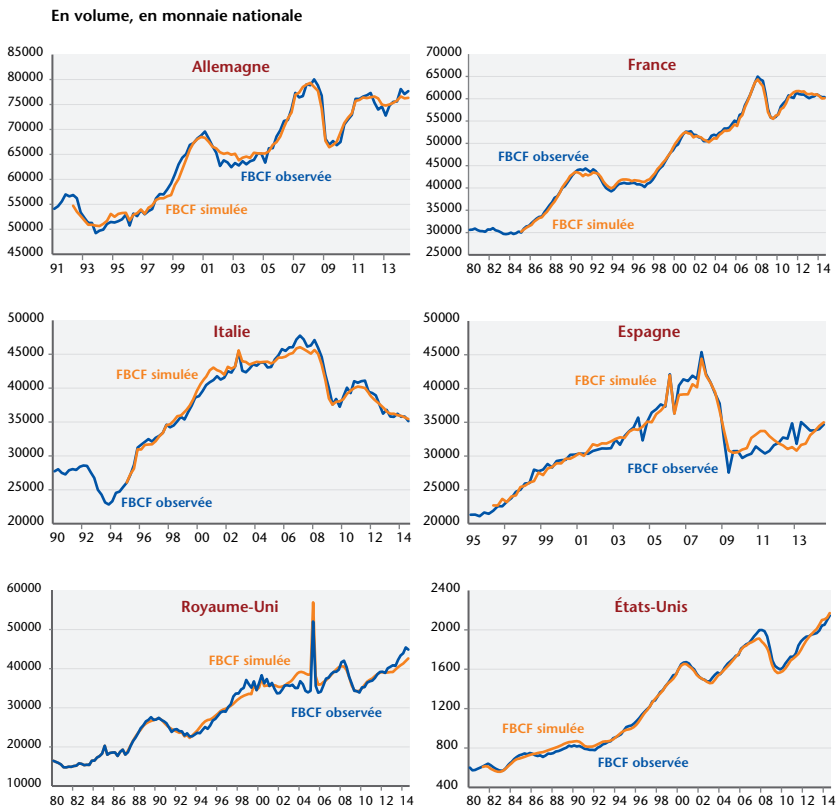 En volume, en monnaie nationale
Allemagne
85000
80000
75000
70000
65000
60000
55000
50000
45000
FBCF observée
FBCF simulée
91 93 95 97 99 01 03 05 07 09 11 13
France
70000
65000
60000
55000
50000
45000
40000
35000
30000
25000
FBCF observée
FBCF simulée
80 82 84 86 88 90 92 94 96 98 00 02 04 06 08 10 12 14
Italie
50000
45000
40000
35000
30000
25000
20000
FBCF simulée
FBCF observée
90 92 94 96 98 00 02 04 06 08 10 12 14
Espagne
50000
45000
40000
35000
30000
25000
20000
FBCF simulée
FBCF observée
95 97 99 01 03 05 07 09 11 13
Royaume-Uni
60000
50000
40000
30000
20000
10000
FBCF simulée
FBCF observée
80 82 84 86 88 90 92 94 96 98 00 02 04 06 08 10 12 14
États-Unis
2400
2000
1600
1200
800
400
FBCF simulée
FBCF observée
80 82 84 86 88 90 92 94 96 98 00 02 04 06 08 10 12 14